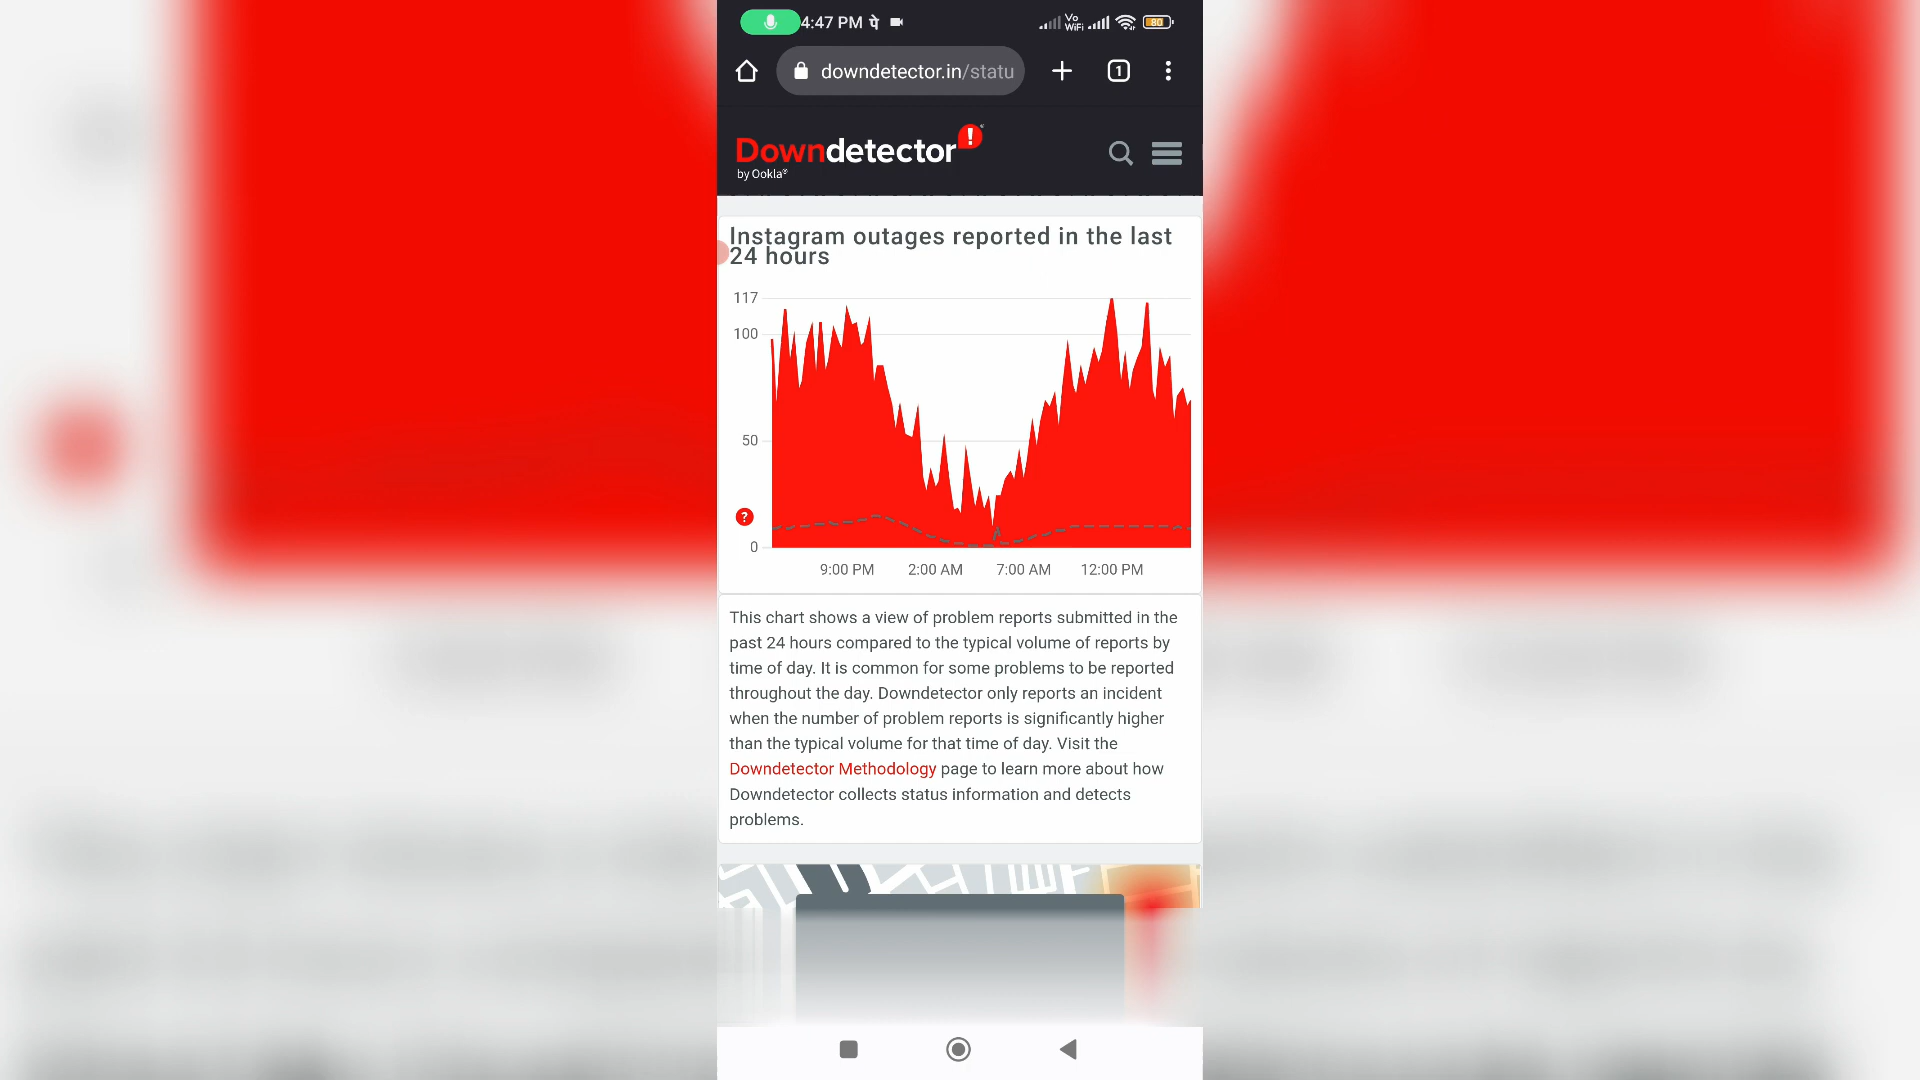 4:47 PM पे Vo WiFi 80
downdetector.in/statu 1
Downdetector !
by Ookla®
Instagram outages reported in the last
24 hours
117
100
50
?
0
9:00 PM 2:00 AM 7:00 AM 12:00 PM
This chart shows a view of problem reports submitted in the
past 24 hours compared to the typical volume of reports by
time of day. It is common for some problems to be reported
throughout the day. Downdetector only reports an incident
when the number of problem reports is significantly higher
than the typical volume for that time of day. Visit the
Downdetector Methodology page to learn more about how
Downdetector collects status information and detects
problems.